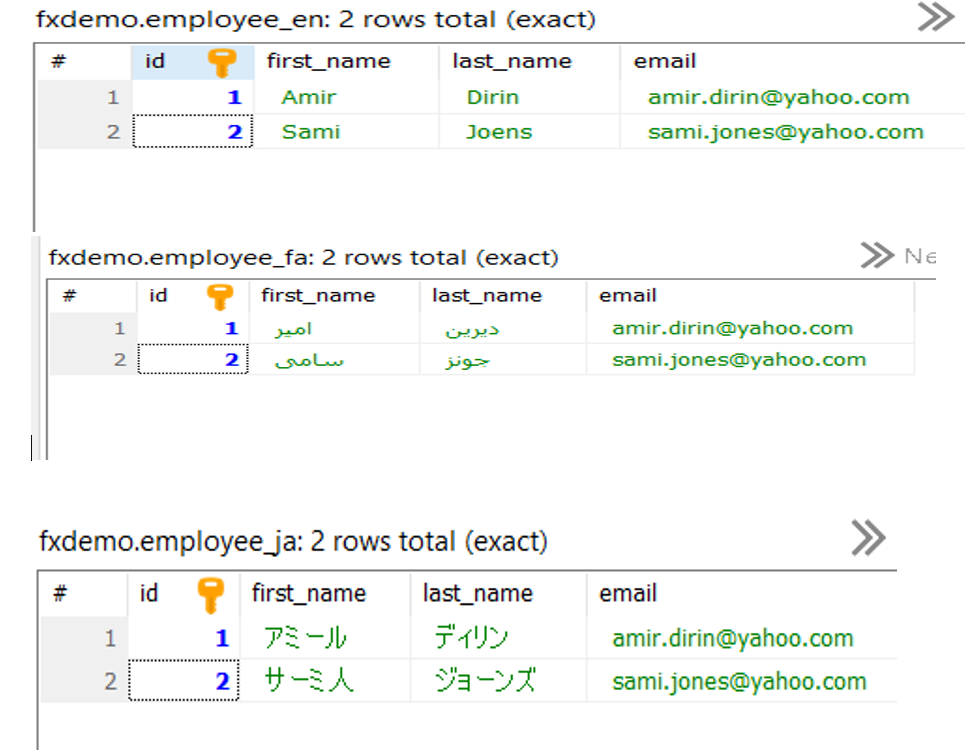 fxdemo.employee_en: 2 rows total (exact)
# id first_name last_name email
1 1 Amir Dirin amir.dirin@yahoo.com
2 2 Sami Joens sami.jones@yahoo.com
fxdemo.employee_fa: 2 rows total (exact) Ne
# id first_name last_name email
1 1 امیر دیرین amir.dirin@yahoo.com
2 2 سامی جونز sami.jones@yahoo.com
fxdemo.employee_ja: 2 rows total (exact)
# id first_name last_name email
1 1 アミール ディリン amir.dirin@yahoo.com
2 2 サーミ人 ジョーンズ sami.jones@yahoo.com